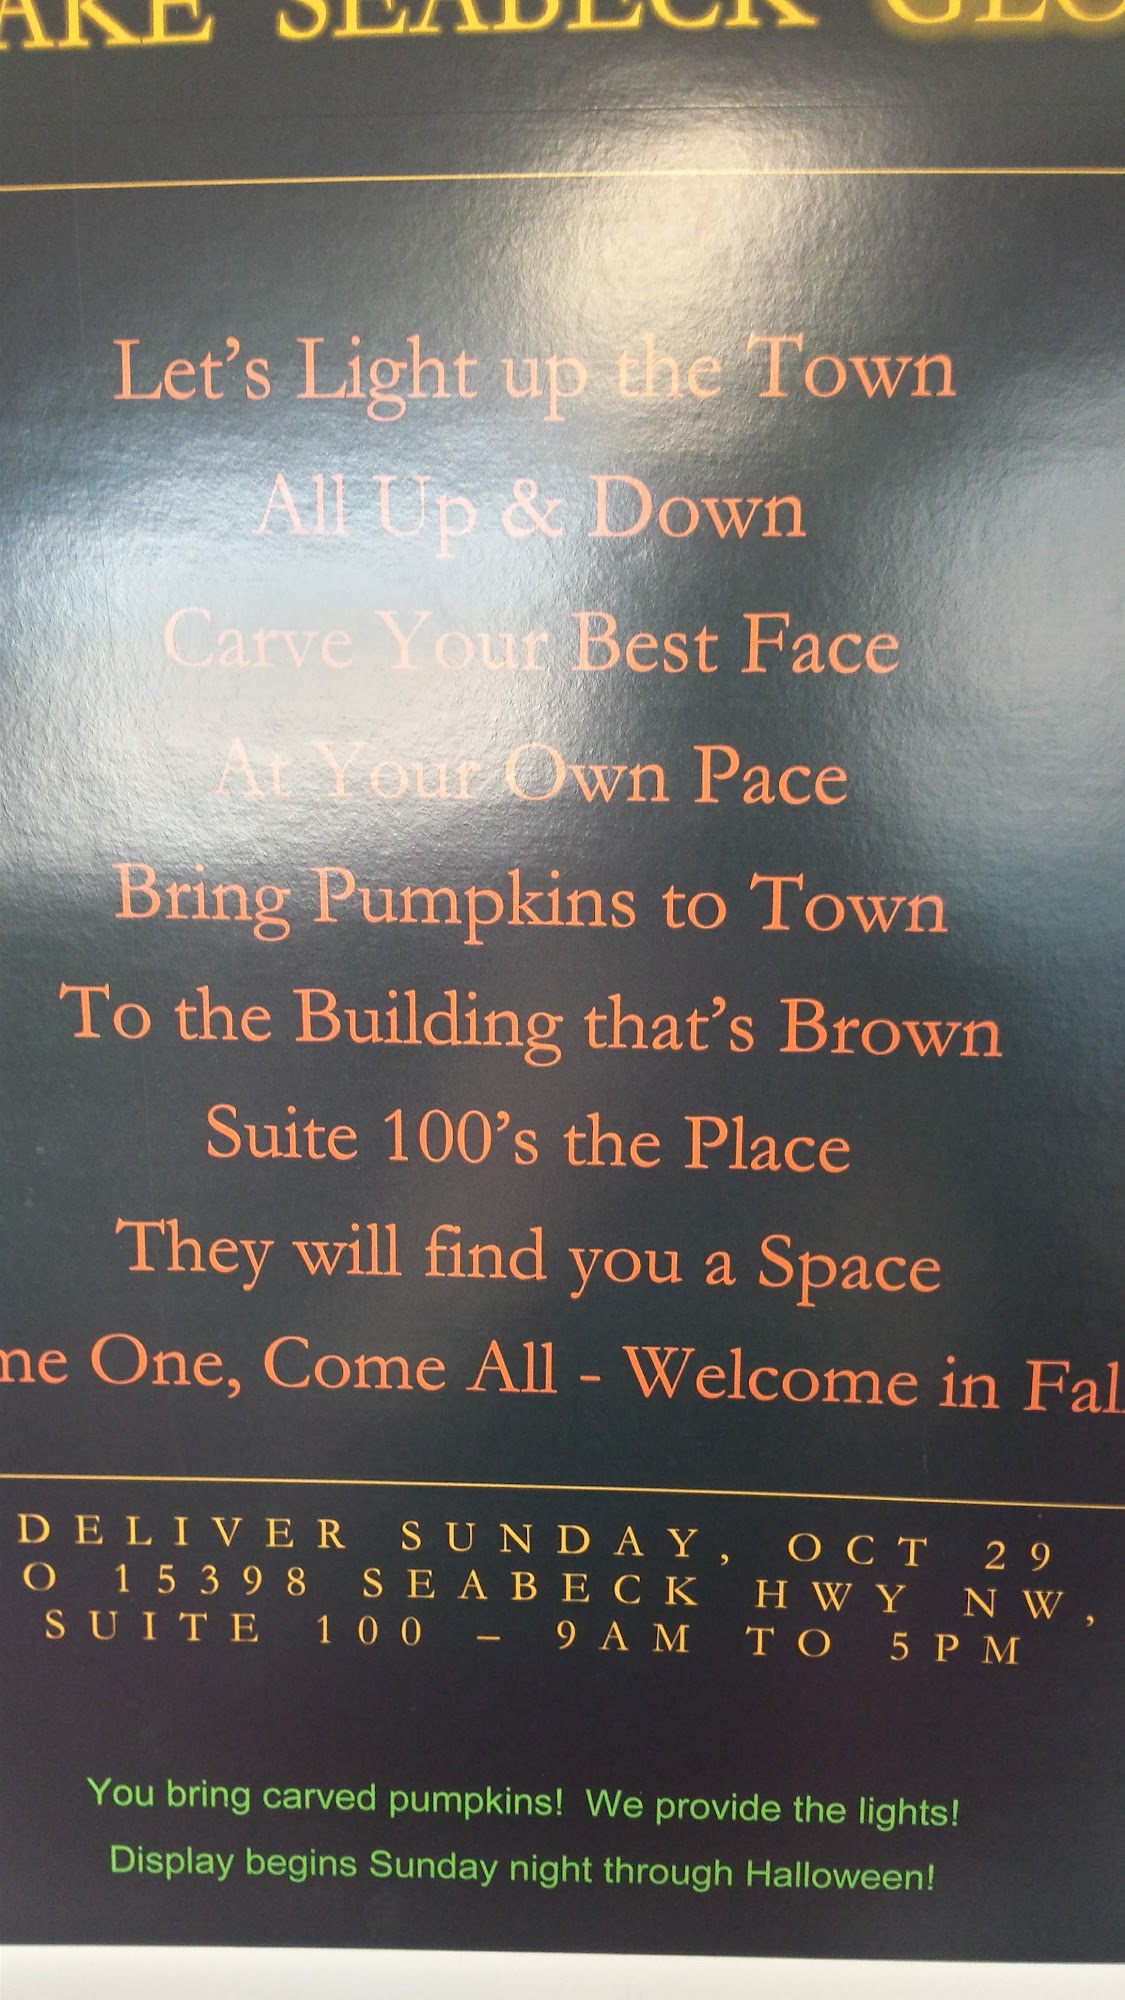 SEABECK
Let's Light up the Town
All Up & Down
Carve Your Best Face
At Your Own Pace
Bring Pumpkins to Town
To the Building that's Brown
Suite 100's the Place
They will find you a Space
One, Come All - Welcome in
DELIVER SUNDAY, OCT 29
15398 SEABECK HWY NW,
SUITE 100 – 9AM TO 5PM
You bring carved pumpkins! We provide the lights!
Display begins Sunday night through Halloween!